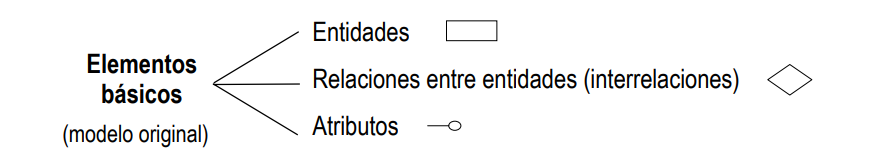 Entidades
Elementos básicos
Relaciones entre entidades (interrelaciones)
(modelo original)
Atributos